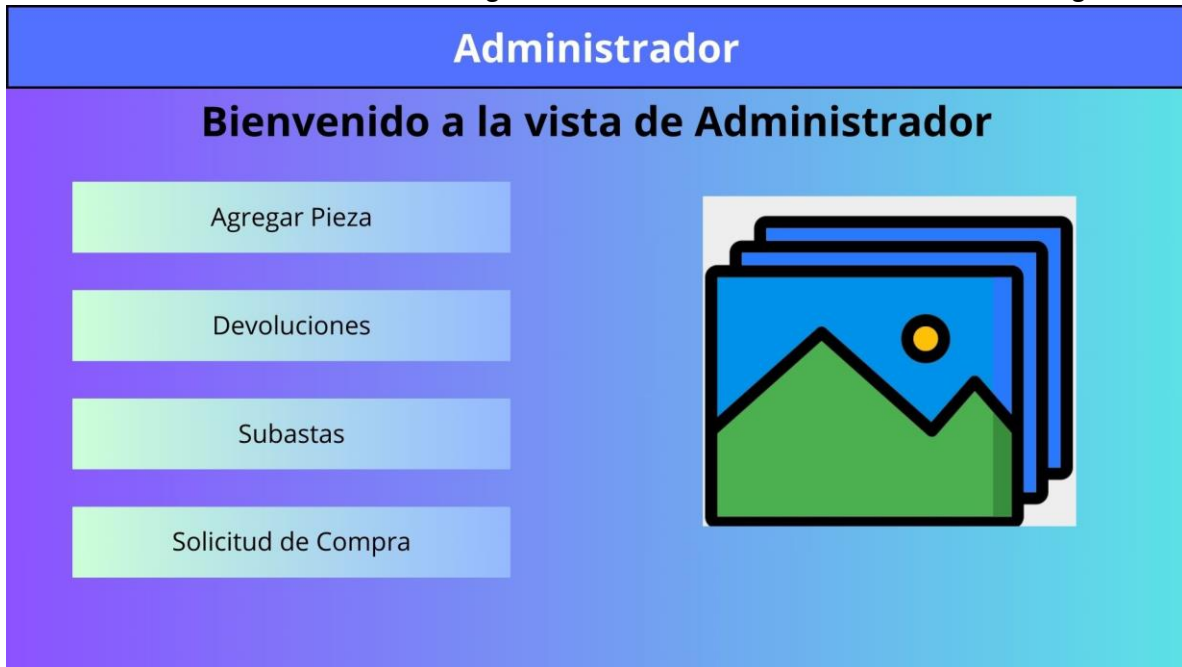 Administrador
Bienvenido a la vista de Administrador
Agregar Pieza
Devoluciones
Subastas
Solicitud de Compra